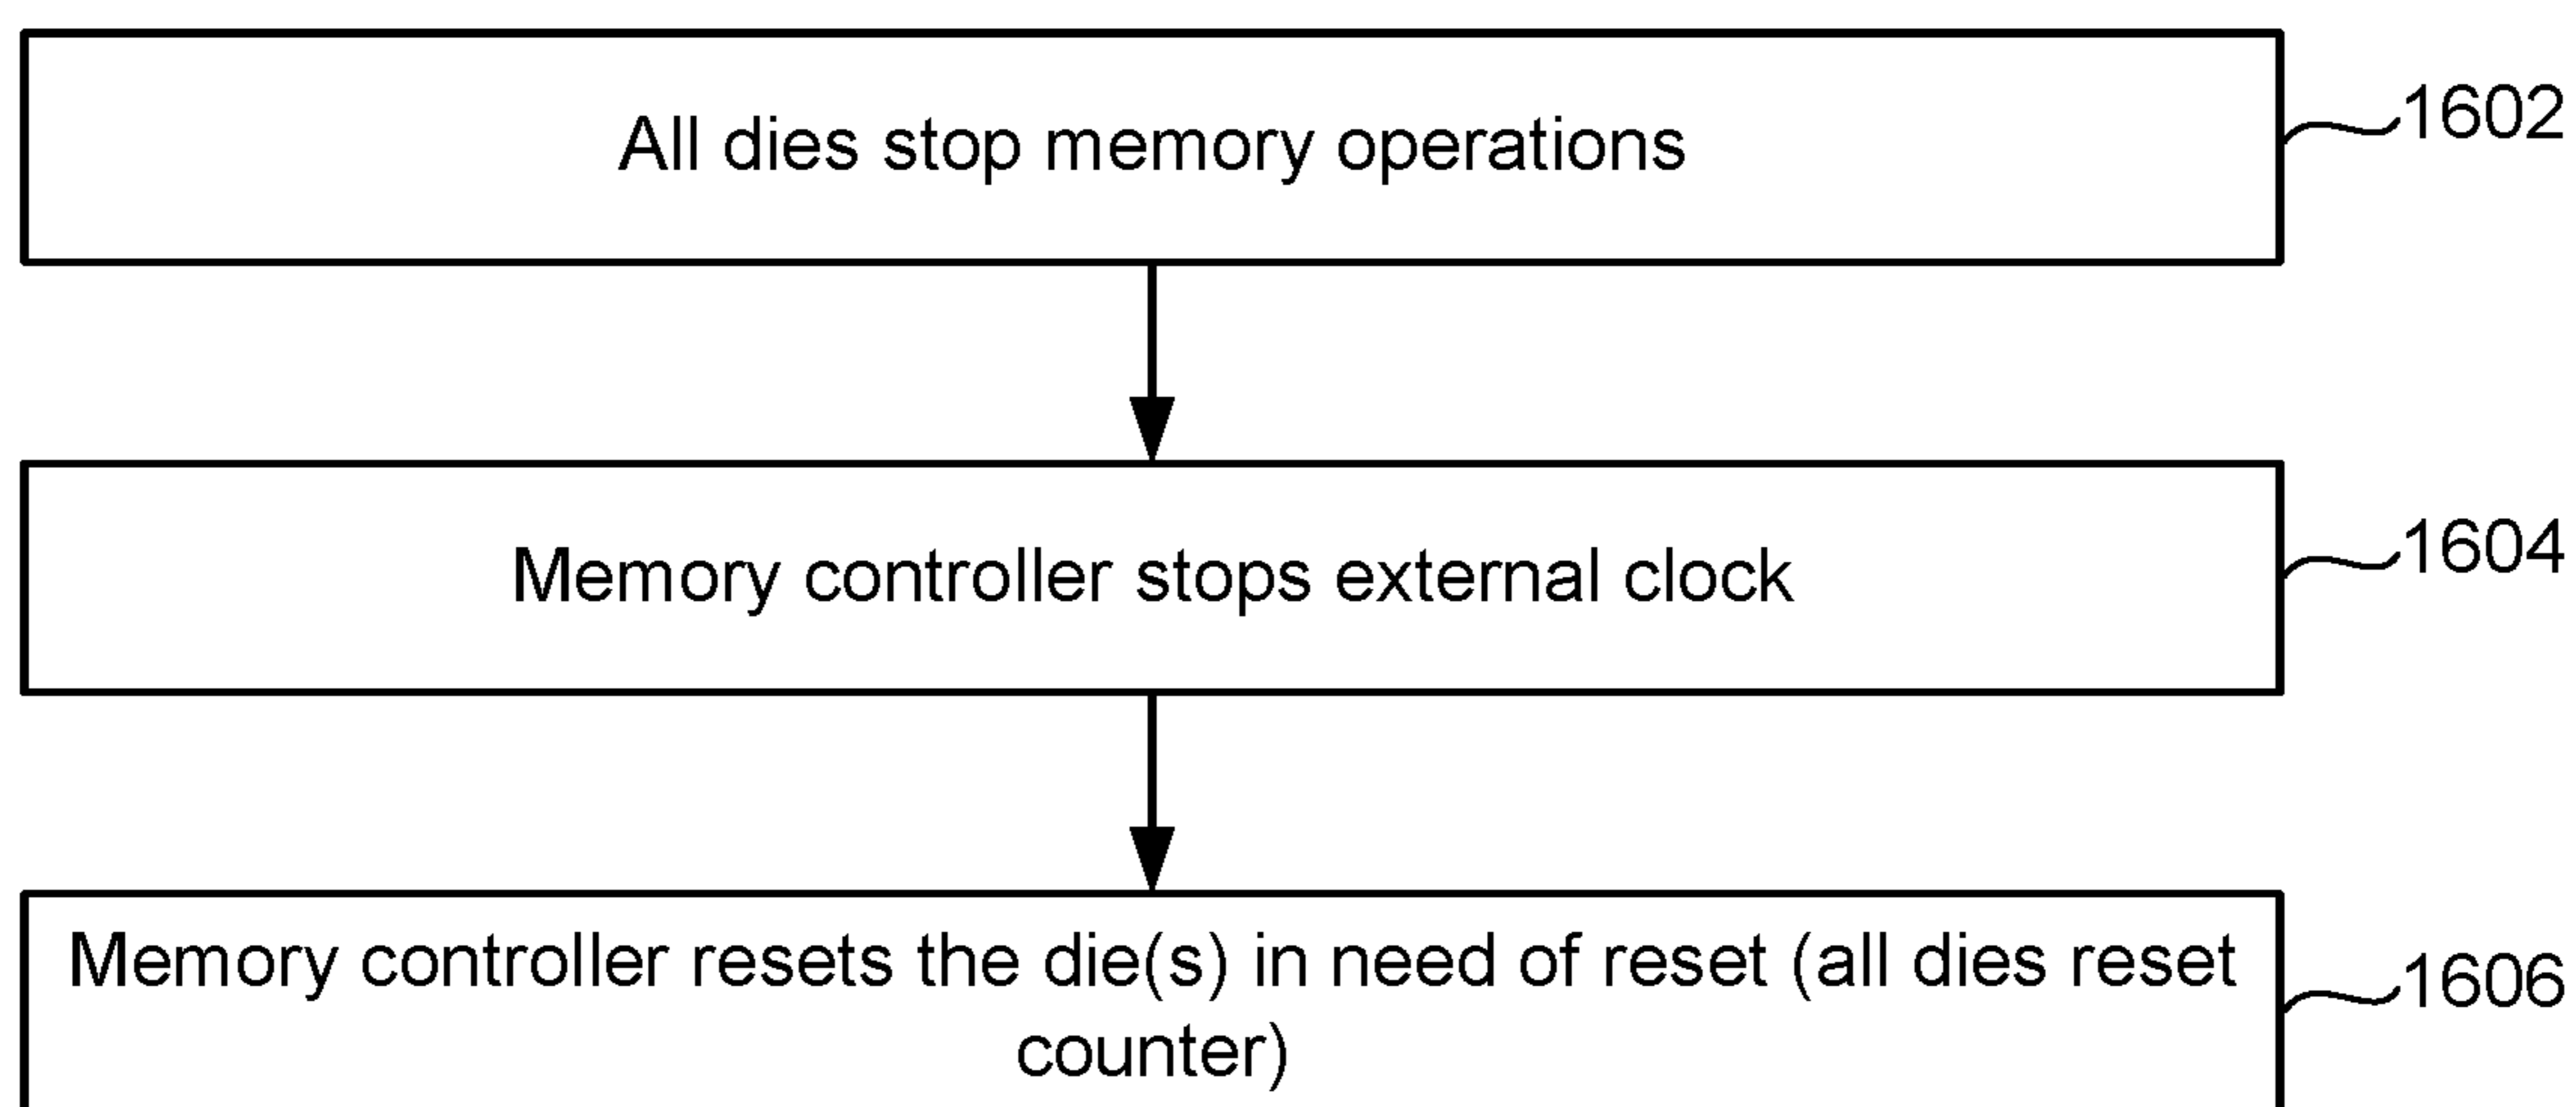 All dies stop memory operations
1602
Memory controller stops external clock
1604
Memory controller resets the die(s) in need of reset (all dies reset
counter)
1606